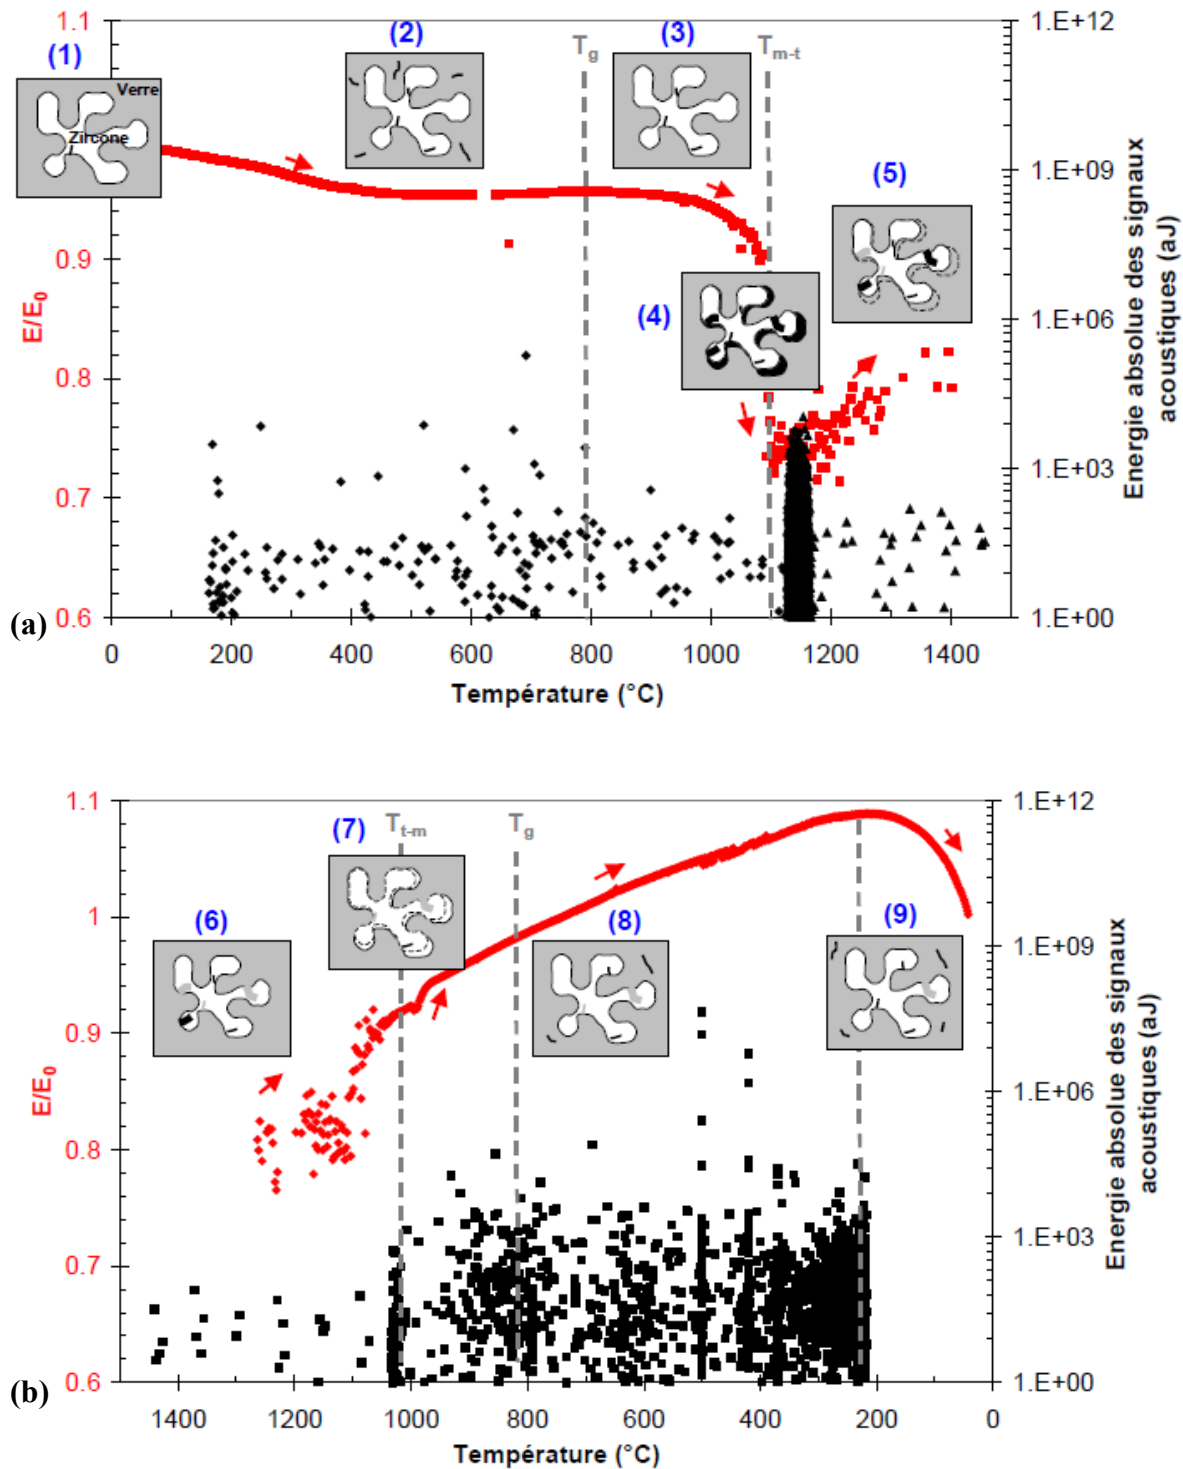 1.1
1.E+12
(1)
(2)
(3)
Tg
Tm-t
Verre
Zircone
(5)
1.E+09
0.9
(4)
1.E+06
0.8
1.E+03
0.7
1.E+00
0.6
E/E0
Energie absolue des signaux
acoustiques (aJ)
(a)
0 200 400 600 800 1000 1200 1400
Température (°C)
1.1
1.E+12
(7)
Tt-m
Tg
(6)
(8)
(9)
1
1.E+09
0.9
1.E+06
0.8
1.E+03
0.7
1.E+00
0.6
E/E0
Energie absolue des signaux
acoustiques (aJ)
(b)
1400 1200 1000 800 600 400 200 0
Température (°C)